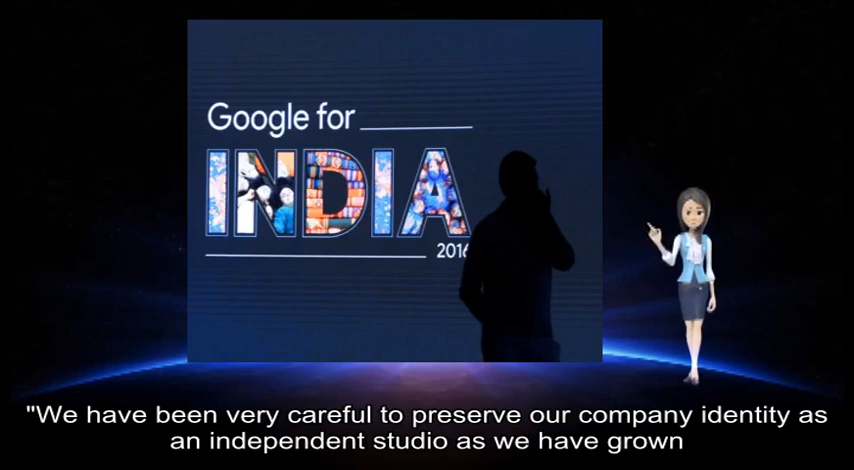 Google for
INDIA
2016
"We have been very careful to preserve our company identity as
an independent studio as we have grown